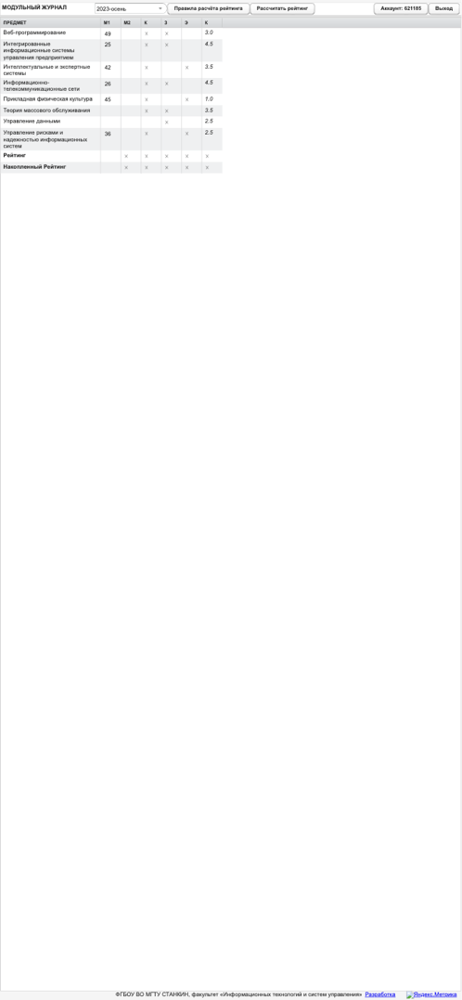 МОДУЛЬНЫЙ ЖУРНАЛ 2023-осень Правила расчёта рейтинга Рассчитать рейтинг Аккаунт: 621185 Выход
ПРЕДМЕТ М1 М2 К З Э К
Веб-программирование 49 x x 3.0
Интегрированные 25 x x 4.5
информационные системы
управления предприятием
Интеллектуальные и экспертные 42 x x 3.5
системы
Информационно- 26 x x 4.5
телекоммуникационные сети
Прикладная физическая культура 45 x x 1.0
Теория массового обслуживания x x 3.5
Управление данными x 2.5
Управление рисками и 36 x x 2.5
надежностью информационных
систем
Рейтинг x x x x x
Накопленный Рейтинг x x x x x
ФГБОУ ВО МГТУ СТАНКИН, факультет «Информационных технологий и систем управления» Разработка Яндекс.Метрика